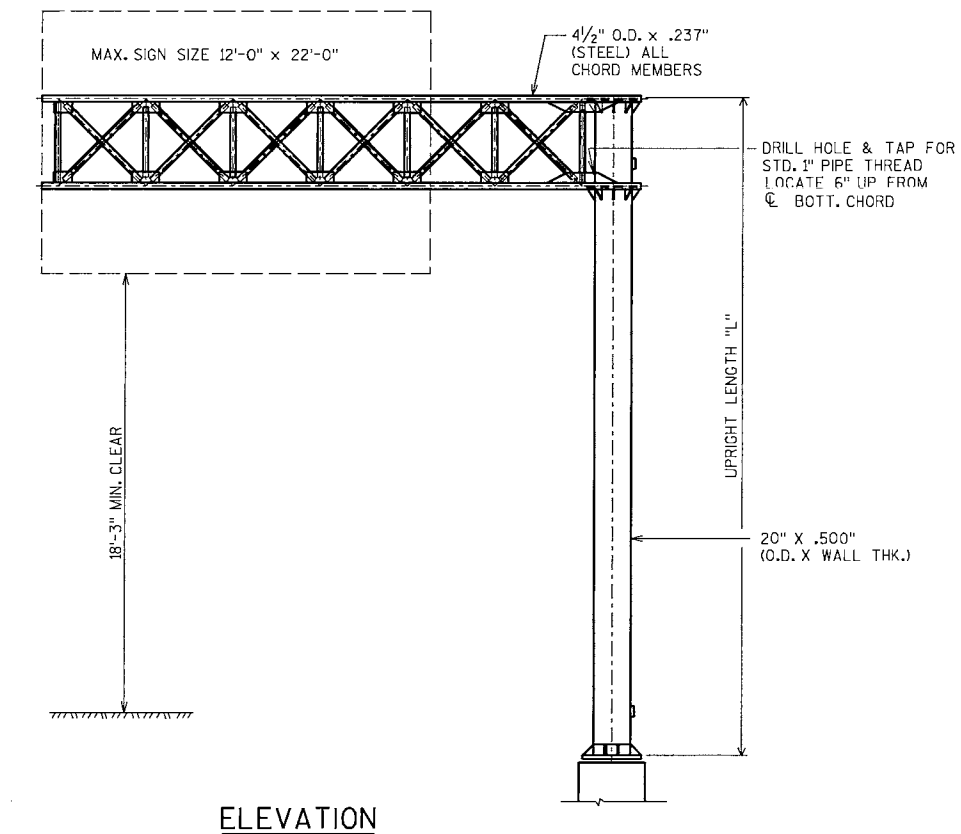 MAX. SIGN SIZE 12'-0" x 22'-0"
4½" O.D. x .237"
(STEEL) ALL
CHORD MEMBERS
DRILL HOLE & TAP FOR
STD. 1" PIPE THREAD
LOCATE 6" UP FROM
℄ BOTT. CHORD
UPRIGHT LENGTH "L"
18'-3" MIN. CLEAR
20" X .500"
(O.D. X WALL THK.)
ELEVATION